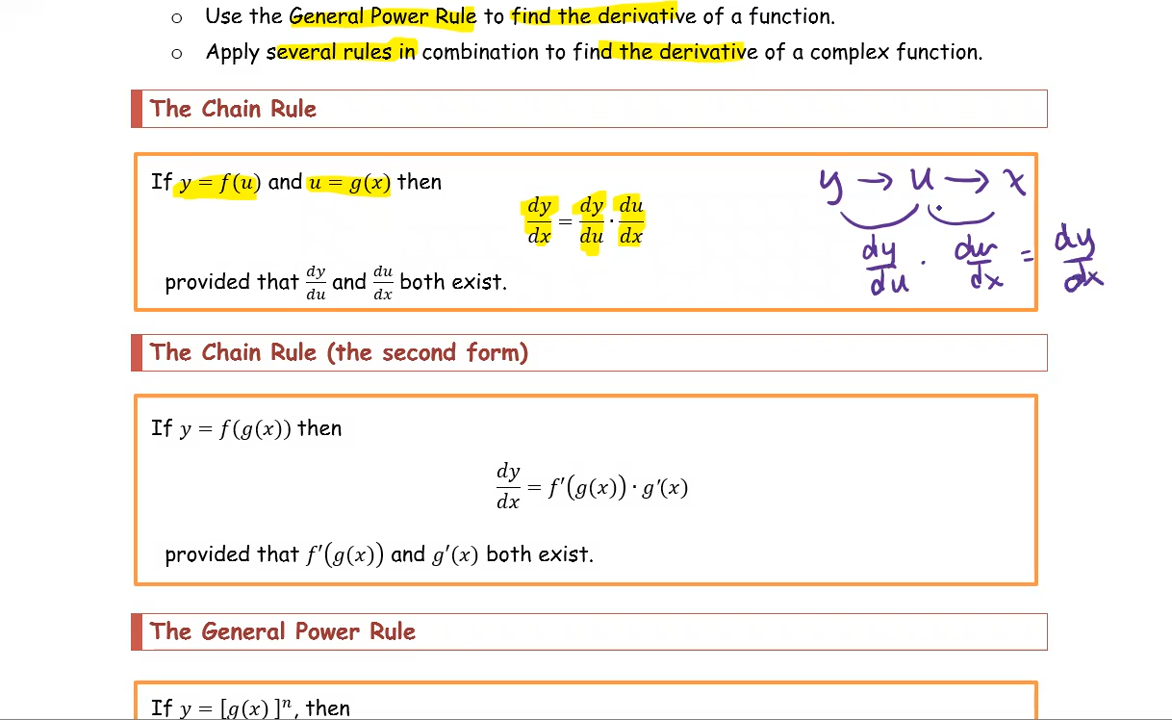 ○ Use the General Power Rule to find the derivative of a function.
○ Apply several rules in combination to find the derivative of a complex function.
The Chain Rule
If y = f(u) and u = g(x) then
dy/dx = dy/du · du/dx
provided that dy/du and du/dx both exist.
y → u → x
dy/du · du/dx = dy/dx
The Chain Rule (the second form)
If y = f(g(x)) then
dy/dx = f′(g(x)) · g′(x)
provided that f′(g(x)) and g′(x) both exist.
The General Power Rule
If y = [g(x)]ⁿ, then